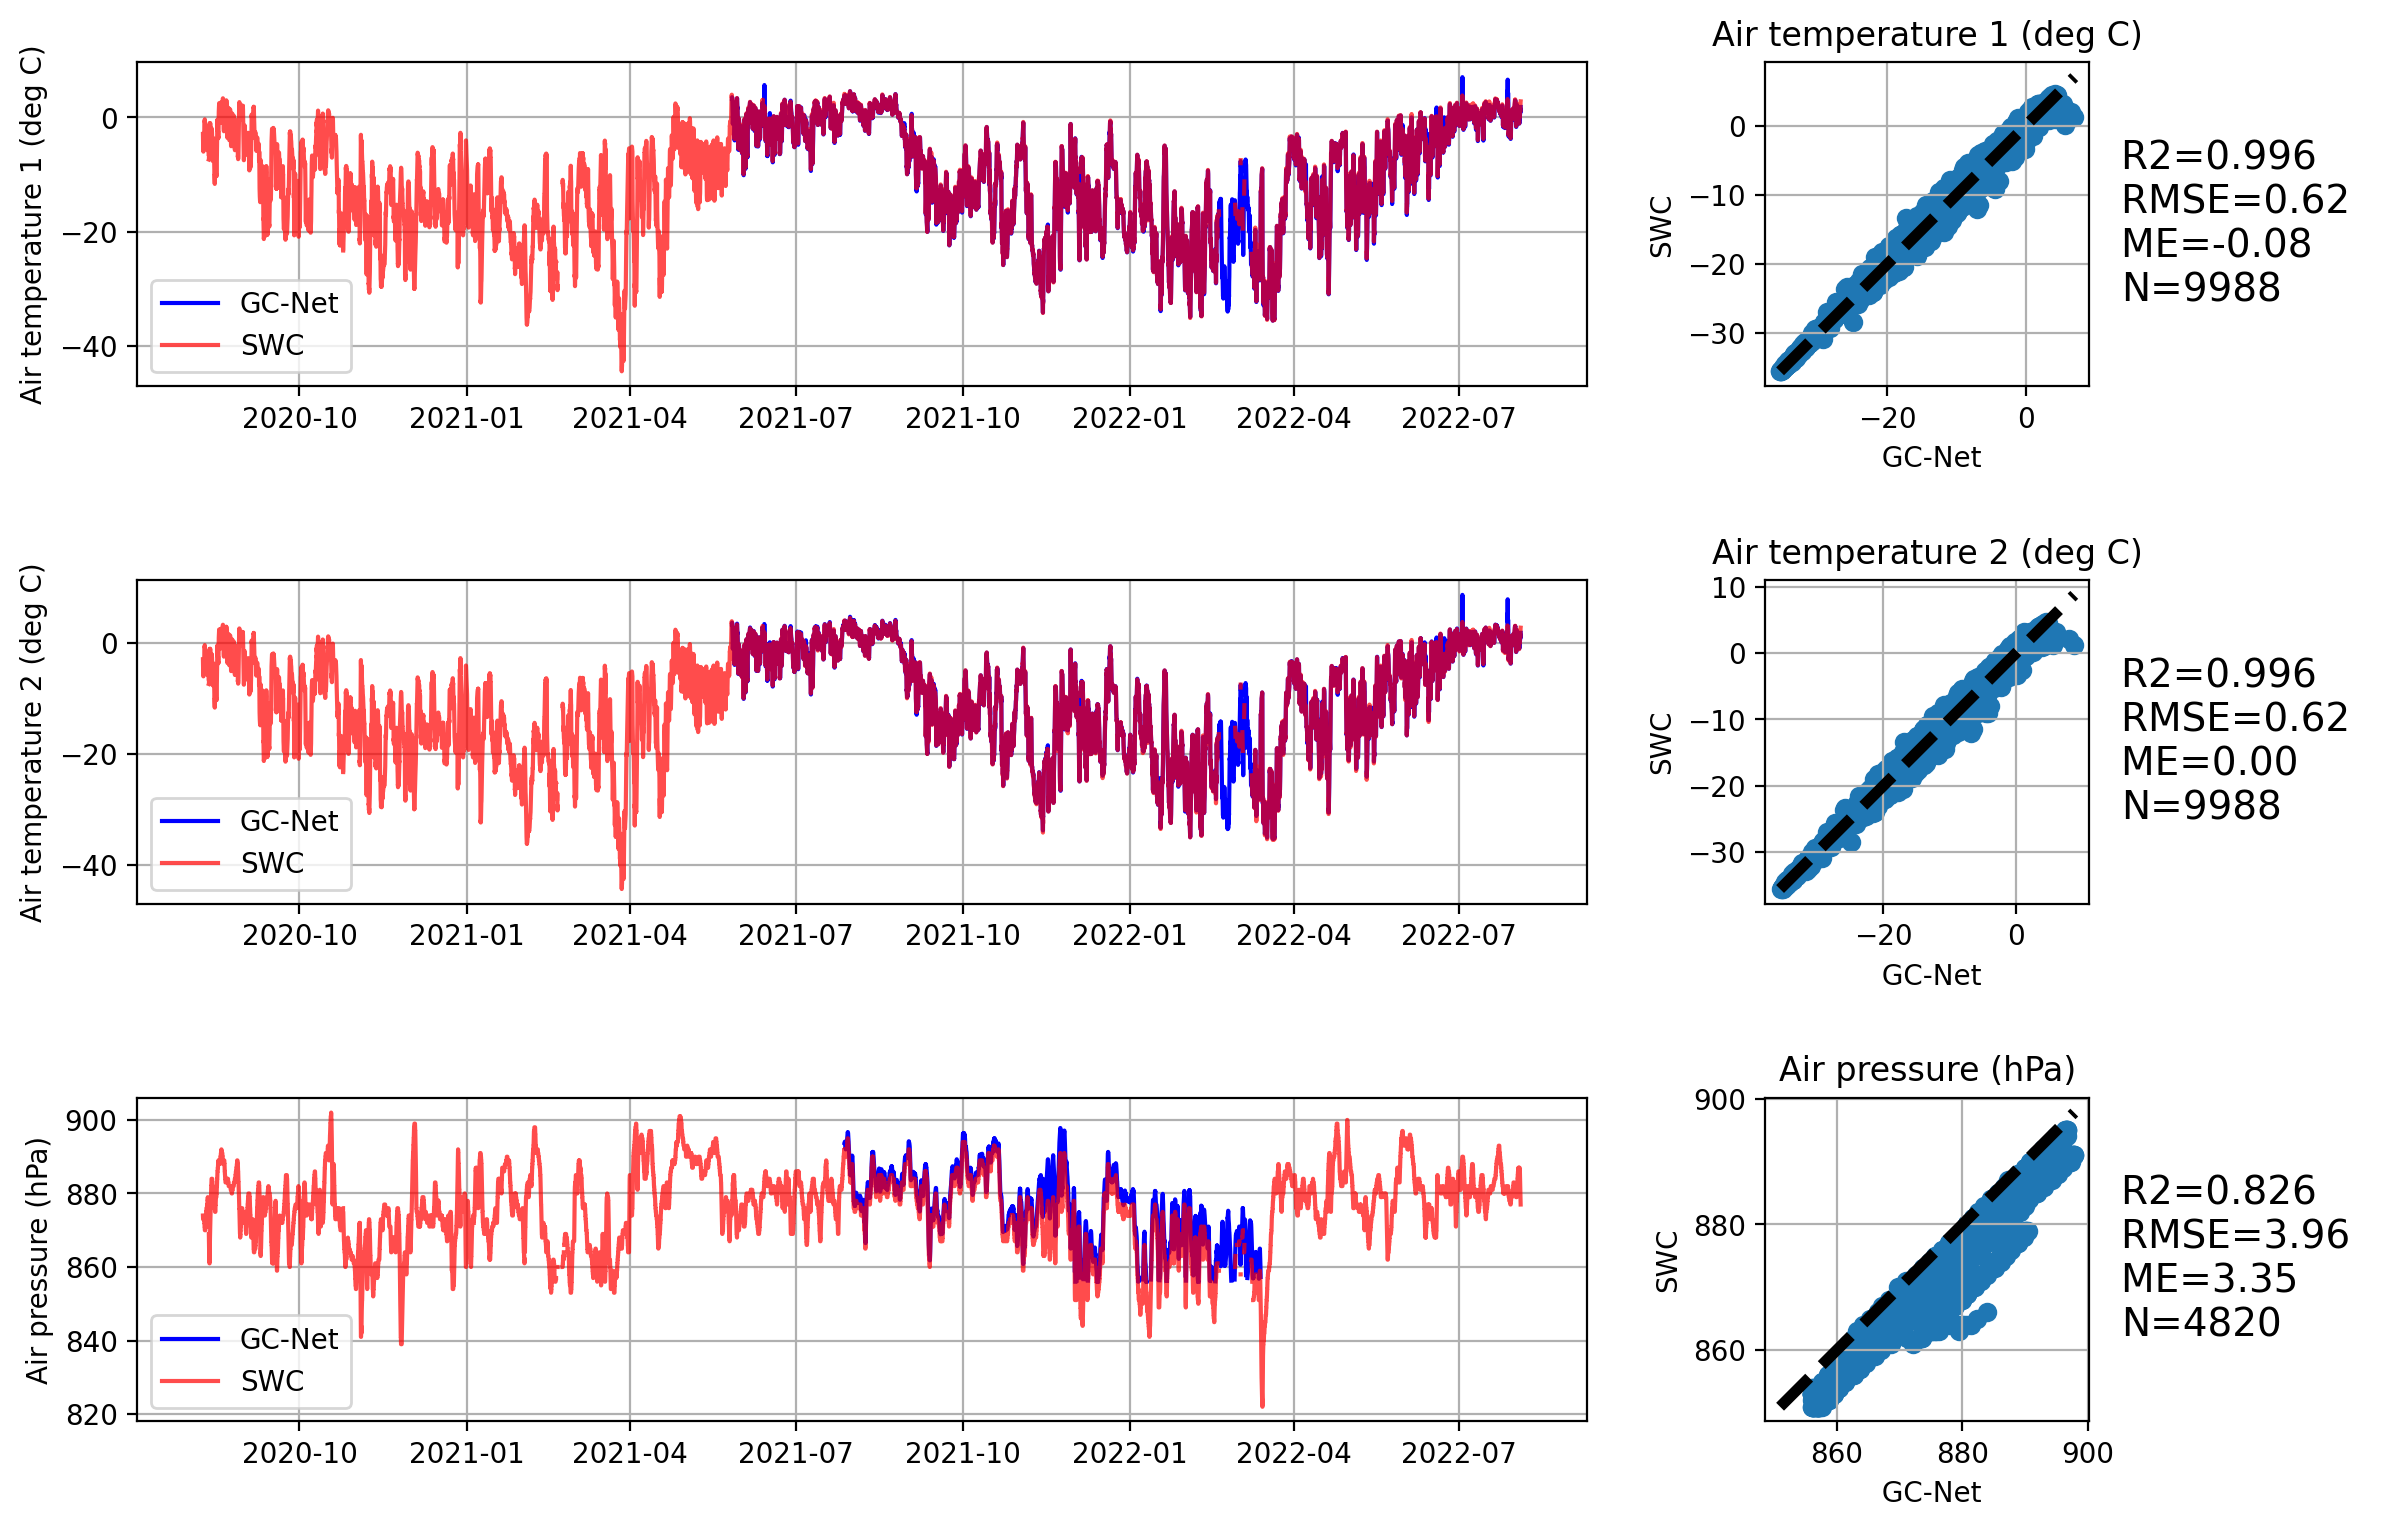 Air temperature 1 (deg C)
0
−20
−40
GC-Net
SWC
2020-10 2021-01 2021-04 2021-07 2021-10 2022-01 2022-04 2022-07
Air temperature 1 (deg C)
SWC
0
−10
−20
−30
−20 0
GC-Net
R2=0.996
RMSE=0.62
ME=-0.08
N=9988
Air temperature 2 (deg C)
0
−20
−40
GC-Net
SWC
2020-10 2021-01 2021-04 2021-07 2021-10 2022-01 2022-04 2022-07
Air temperature 2 (deg C)
SWC
10
0
−10
−20
−30
−20 0
GC-Net
R2=0.996
RMSE=0.62
ME=0.00
N=9988
Air pressure (hPa)
900
880
860
840
820
GC-Net
SWC
2020-10 2021-01 2021-04 2021-07 2021-10 2022-01 2022-04 2022-07
Air pressure (hPa)
SWC
900
880
860
860 880 900
GC-Net
R2=0.826
RMSE=3.96
ME=3.35
N=4820